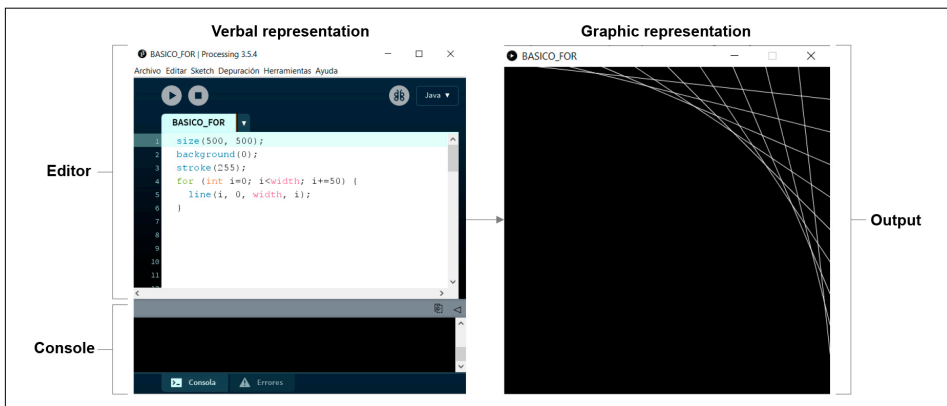 Verbal representation
Graphic representation
BASICO_FOR | Processing 3.5.4
BASICO_FOR
Archivo Editar Sketch Depuración Herramientas Ayuda
Java ▼
BASICO_FOR ▼
1 size(500, 500);
2 background(0);
3 stroke(255);
4 for (int i=0; i<width; i+=50) {
5 line(i, 0, width, i);
6 }
7
8
9
10
11
Editor
Output
Console
Consola
Errores